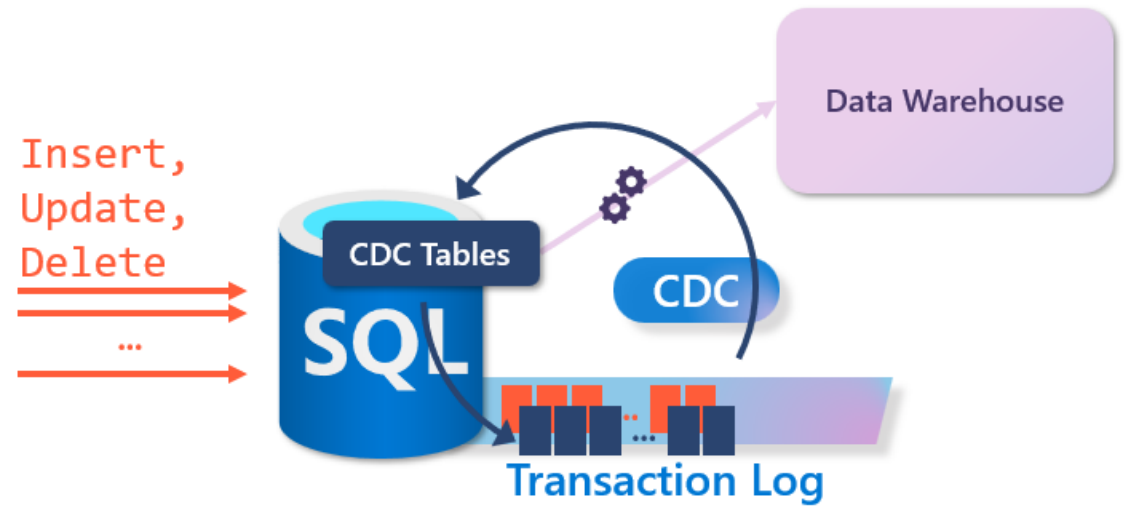 Data Warehouse
Insert,
Update,
Delete
...
CDC Tables
CDC
SQL
..
...
Transaction Log